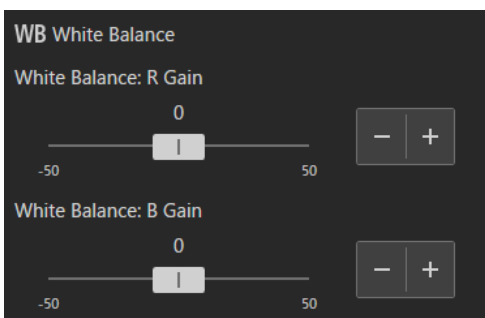 WB White Balance
White Balance: R Gain
0
− +
-50 50
White Balance: B Gain
0
− +
-50 50